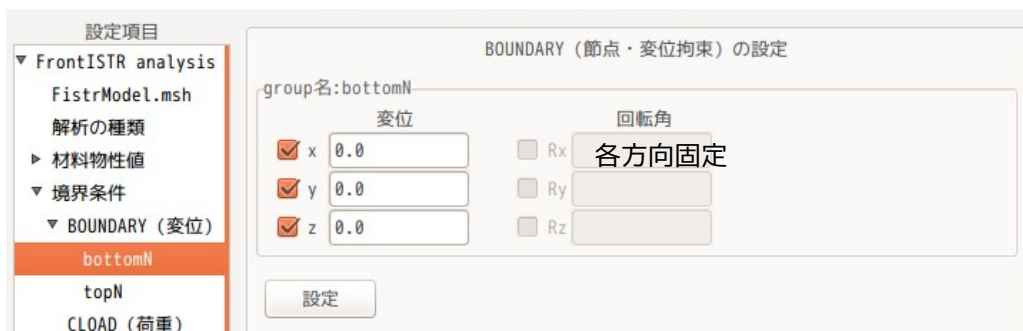 設定項目
FrontISTR analysis
FistrModel.msh
解析の種類
材料物性値
境界条件
BOUNDARY (変位)
bottomN
topN
CLOAD (荷重)
BOUNDARY (節点・変位拘束) の設定
group名:bottomN
変位
回転角
x 0.0
Rx
各方向固定
y 0.0
Ry
z 0.0
Rz
設定